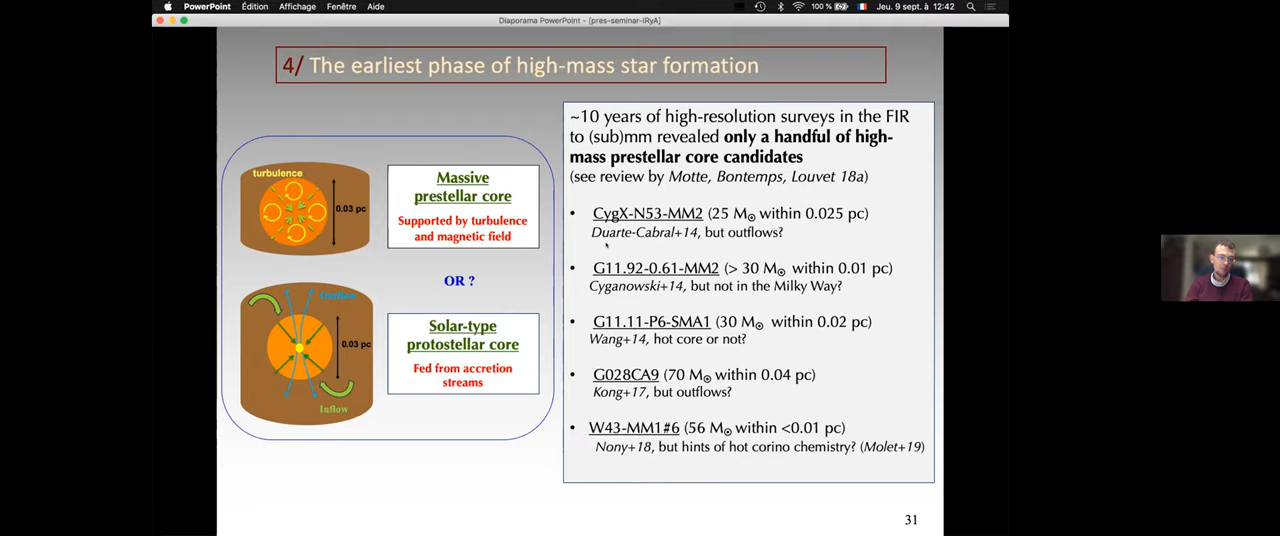 PowerPoint Édition Affichage Fenêtre Aide 100 % Jeu. 9 sept. à 12:42
Diaporama PowerPoint - [pres-seminar-IRyA]
4/ The earliest phase of high-mass star formation
turbulence
0.03 pc
Massive
prestellar core
Supported by turbulence
and magnetic field
OR ?
Outflow
0.03 pc
Inflow
Solar-type
protostellar core
Fed from accretion
streams
~10 years of high-resolution surveys in the FIR
to (sub)mm revealed only a handful of high-
mass prestellar core candidates
(see review by Motte, Bontemps, Louvet 18a)
• CygX-N53-MM2 (25 M⊙ within 0.025 pc)
Duarte-Cabral+14, but outflows?
• G11.92-0.61-MM2 (> 30 M⊙ within 0.01 pc)
Cyganowski+14, but not in the Milky Way?
• G11.11-P6-SMA1 (30 M⊙ within 0.02 pc)
Wang+14, hot core or not?
• G028CA9 (70 M⊙ within 0.04 pc)
Kong+17, but outflows?
• W43-MM1#6 (56 M⊙ within <0.01 pc)
Nony+18, but hints of hot corino chemistry? (Molet+19)
31